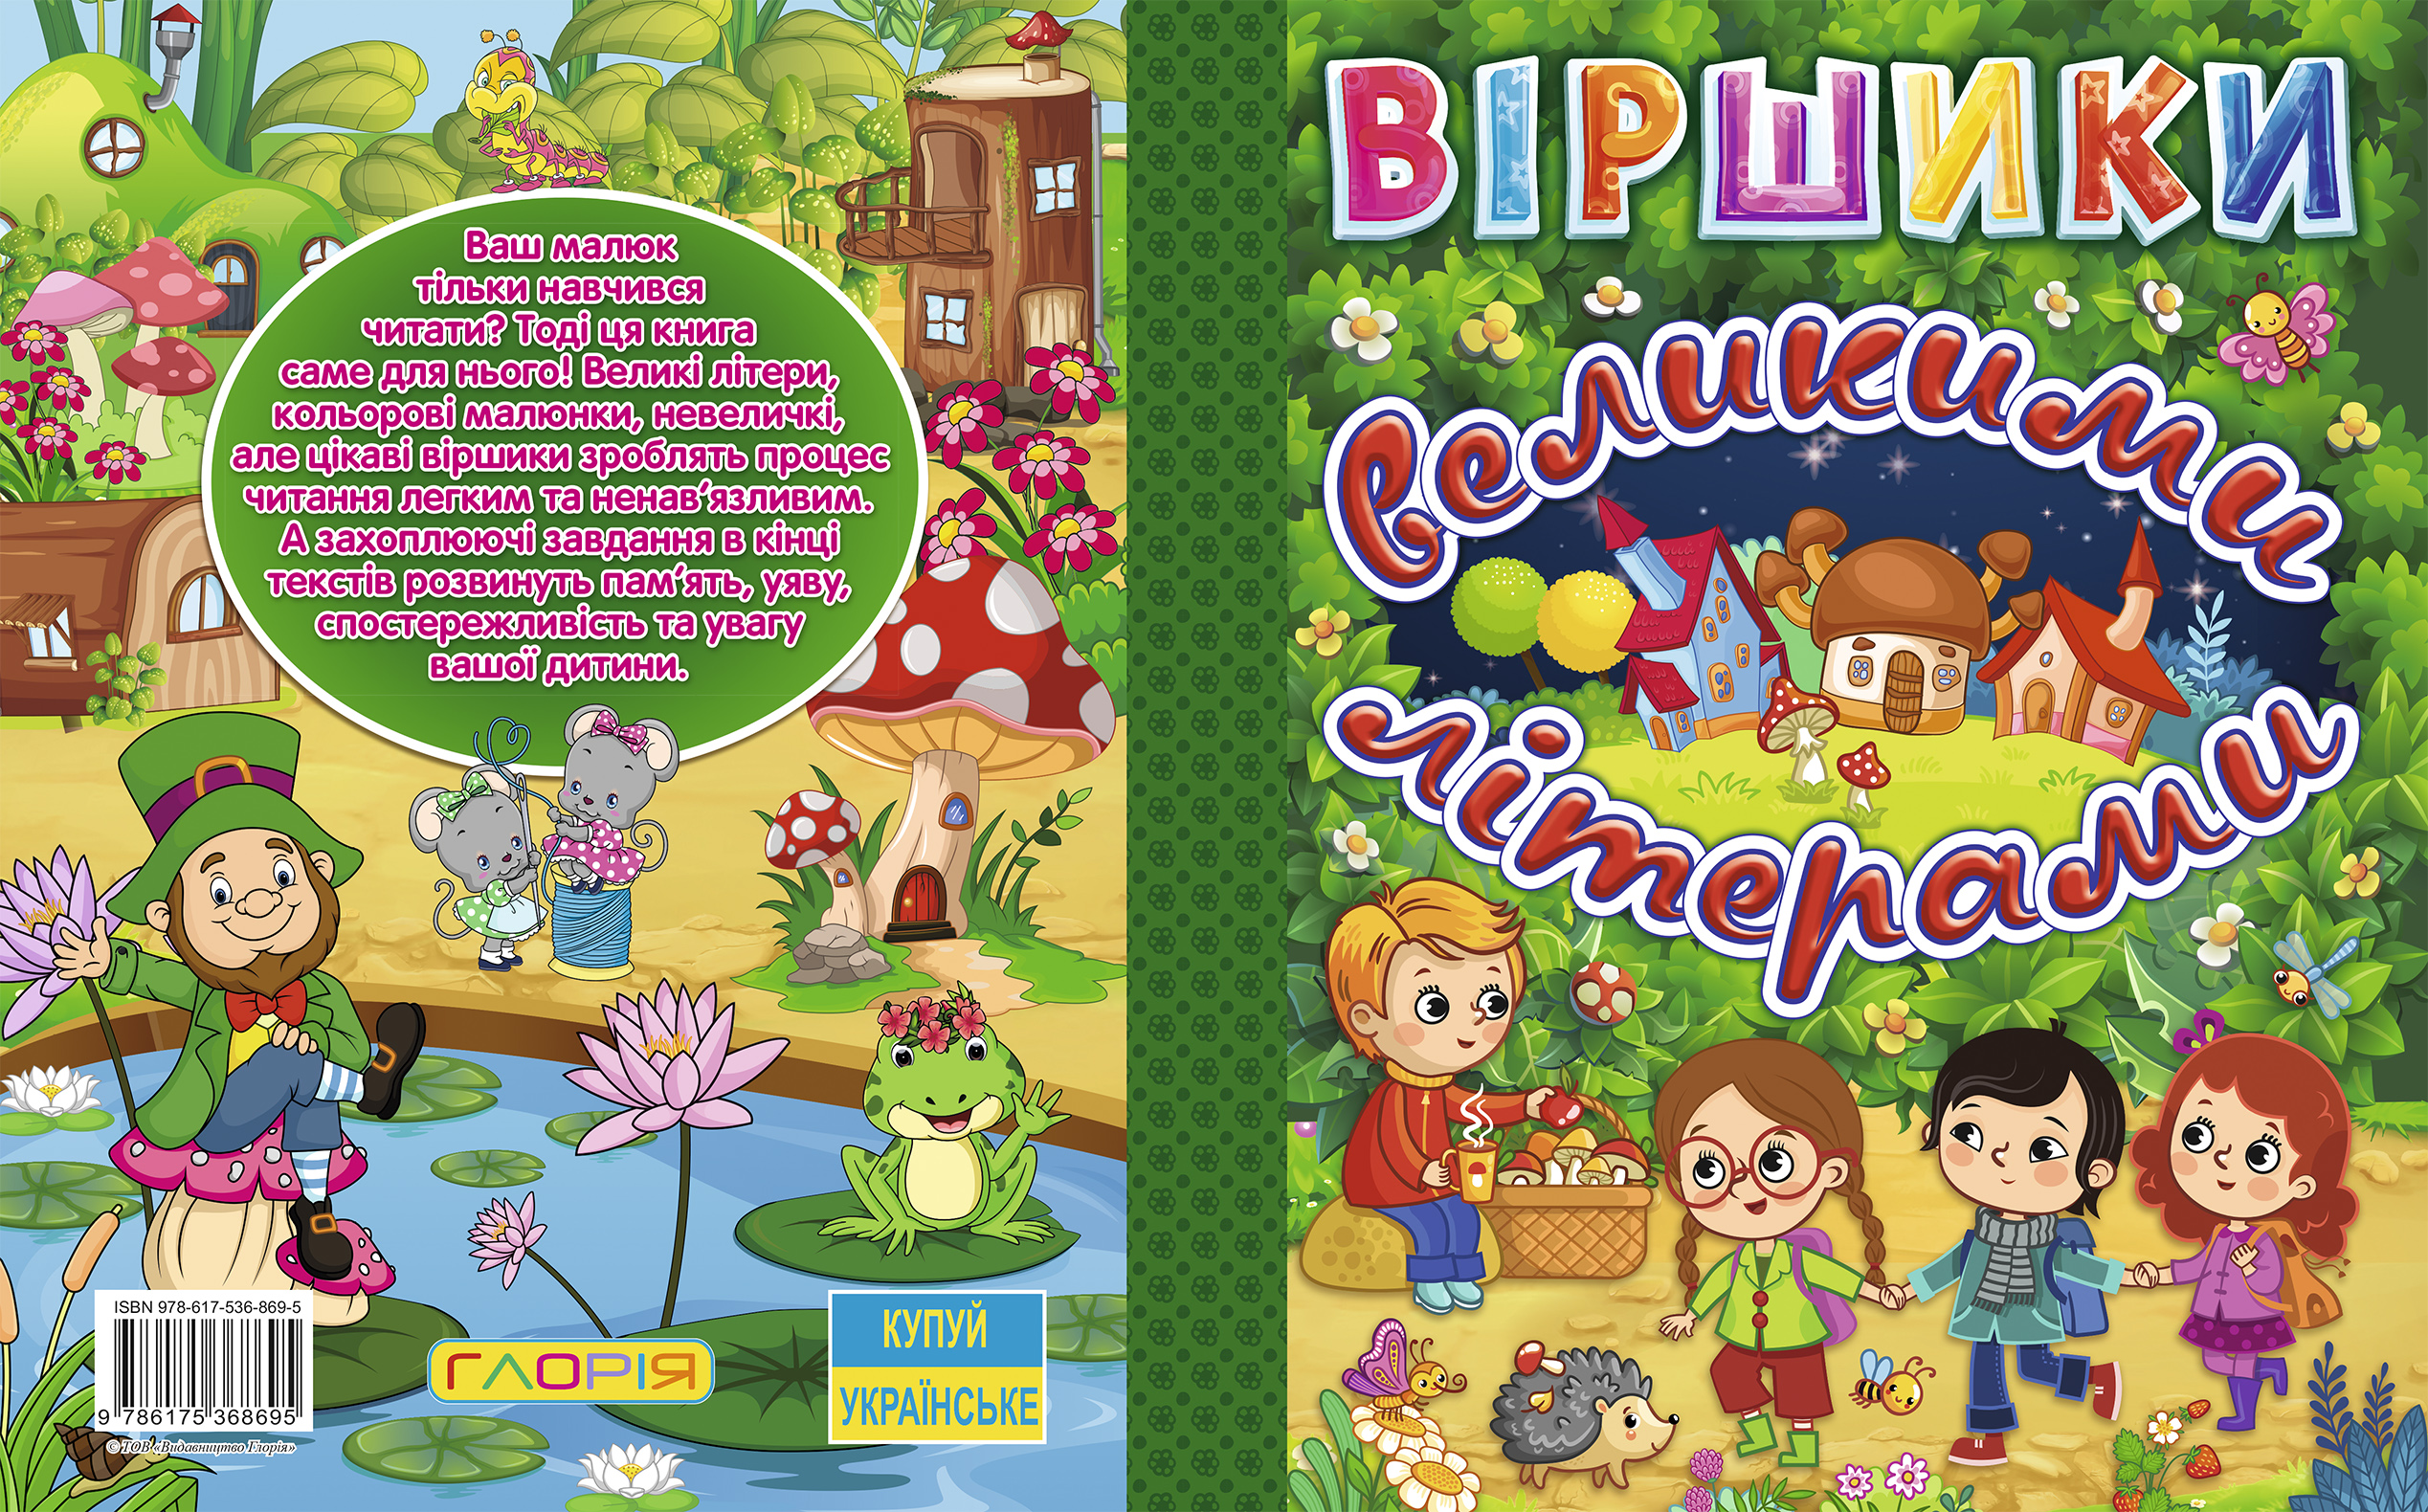 Ваш малюк
тільки навчився
читати? Тоді ця книга
саме для нього! Великі літери,
кольорові малюнки, невеличкі,
але цікаві віршики зроблять процес
читання легким та ненав’язливим.
А захоплюючі завдання в кінці
текстів розвинуть пам’ять, уяву,
спостережливість та увагу
вашої дитини.
ISBN 978-617-536-869-5
9 786175 368695
© ТОВ «Видавництво Глорія»
ГЛОРІЯ
КУПУЙ
УКРАЇНСЬКЕ
ВІРШИКИ
великими
літерами